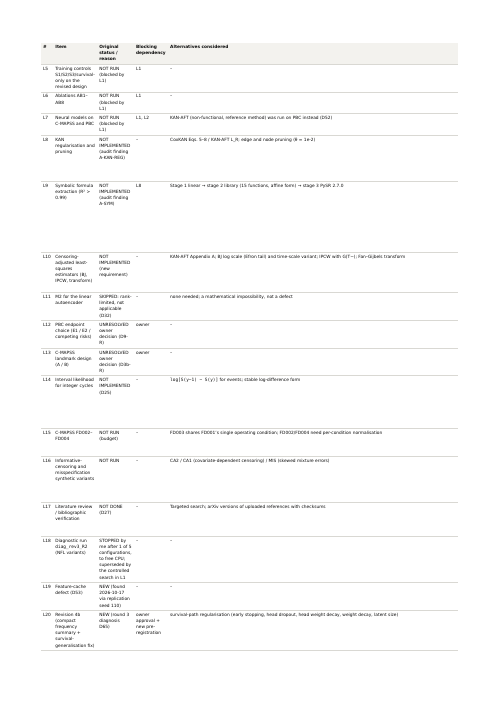 # Item Original status / reason Blocking dependency Alternatives considered
L5 Training controls S1/S2/S3/survival-only on the revised design NOT RUN (blocked by L1) L1 –
L6 Ablations AB1–AB8 NOT RUN (blocked by L1) L1 –
L7 Neural models on C-MAPSS and PBC NOT RUN (blocked by L1) L1, L2 KAN-AFT (non-functional, reference method) was run on PBC instead (D52)
L8 KAN regularisation and pruning NOT IMPLEMENTED (audit finding A-KAN-REG) – CoxKAN Eqs. 5–8 / KAN-AFT L_R; edge and node pruning (θ = 1e-2)
L9 Symbolic formula extraction (R² > 0.99) NOT IMPLEMENTED (audit finding A-SYM) L8 Stage 1 linear → stage 2 library (15 functions, affine form) → stage 3 PySR 2.7.0
L10 Censoring-adjusted least-squares estimators (BJ, IPCW, transform) NOT IMPLEMENTED (new requirement) – KAN-AFT Appendix A; BJ log scale (Efron tail) and time-scale variant; IPCW with G(T−); Fan–Gijbels transform
L11 M2 for the linear autoencoder SKIPPED: rank-limited, not applicable (D32) – none needed; a mathematical impossibility, not a defect
L12 PBC endpoint choice (E1 / E2 / competing risks) UNRESOLVED owner decision (D9-R) owner –
L13 C-MAPSS landmark design (A / B) UNRESOLVED owner decision (D3b-R) owner –
L14 Interval likelihood for integer cycles NOT IMPLEMENTED (D25) – log[S(y−1) − S(y)] for events; stable log-difference form
L15 C-MAPSS FD002–FD004 NOT RUN (budget) – FD003 shares FD001's single operating condition; FD002/FD004 need per-condition normalisation
L16 Informative-censoring and misspecification synthetic variants NOT RUN – CA2 / CA1 (covariate-dependent censoring) / MIS (skewed-mixture errors)
L17 Literature review / bibliographic verification NOT DONE (D27) – Targeted search; arXiv versions of uploaded references with checksums
L18 Diagnostic run diag_rev3_R2 (NFL variants) STOPPED by me after 1 of 5 configurations, to free CPU; superseded by the controlled search in L1 – –
L19 Feature-cache defect (D53) NEW (found 2026-10-17 via replication seed 110) – –
L20 Revision 4b (compact frequency summary + survival-generalisation fix) NEW (round 3 diagnosis D65) owner approval + new pre-registration survival-path regularisation (early stopping, head dropout, head weight decay, weight decay, latent size)